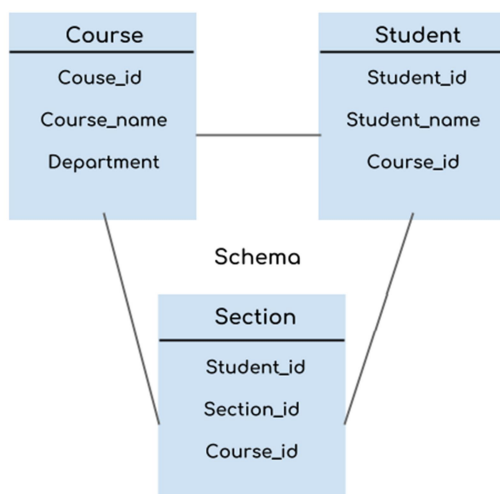 Course
Couse_id
Course_name
Department
Student
Student_id
Student_name
Course_id
Schema
Section
Student_id
Section_id
Course_id